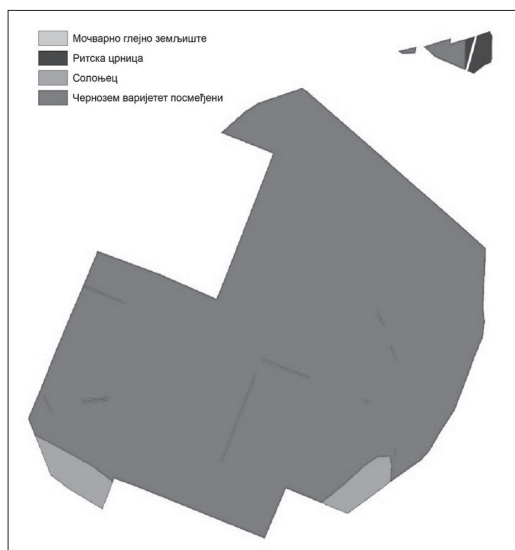 Мочварно глејно земљиште
Ритска црница
Солоњец
Чернозем варијетет посмеђени